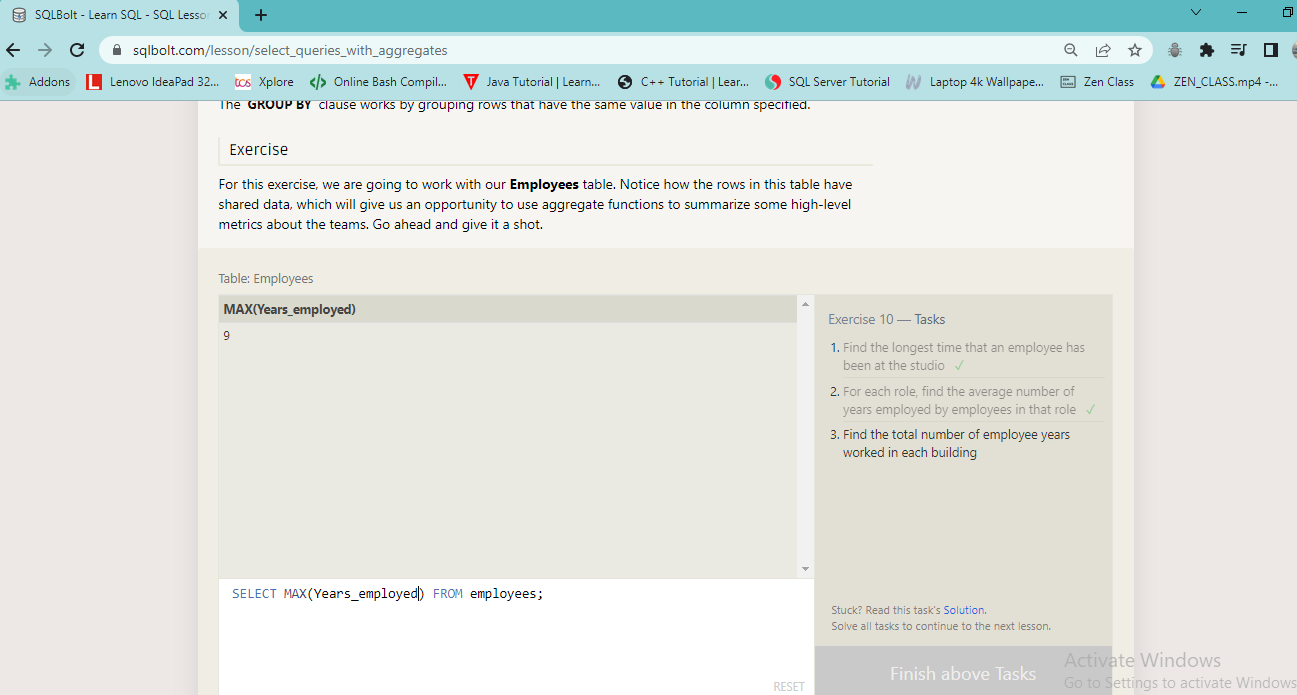 SQLBolt - Learn SQL - SQL Lesso
sqlbolt.com/lesson/select_queries_with_aggregates
Addons Lenovo IdeaPad 32... tcs Xplore Online Bash Compil... Java Tutorial | Learn... C++ Tutorial | Lear... SQL Server Tutorial Laptop 4k Wallpape... Zen Class ZEN_CLASS.mp4 -...
The GROUP BY clause works by grouping rows that have the same value in the column specified.
Exercise
For this exercise, we are going to work with our Employees table. Notice how the rows in this table have
shared data, which will give us an opportunity to use aggregate functions to summarize some high-level
metrics about the teams. Go ahead and give it a shot.
Table: Employees
MAX(Years_employed)
9
Exercise 10 — Tasks
1. Find the longest time that an employee has
been at the studio ✓
2. For each role, find the average number of
years employed by employees in that role ✓
3. Find the total number of employee years
worked in each building
SELECT MAX(Years_employed) FROM employees;
RESET
Stuck? Read this task's Solution.
Solve all tasks to continue to the next lesson.
Finish above Tasks
Activate Windows
Go to Settings to activate Windows